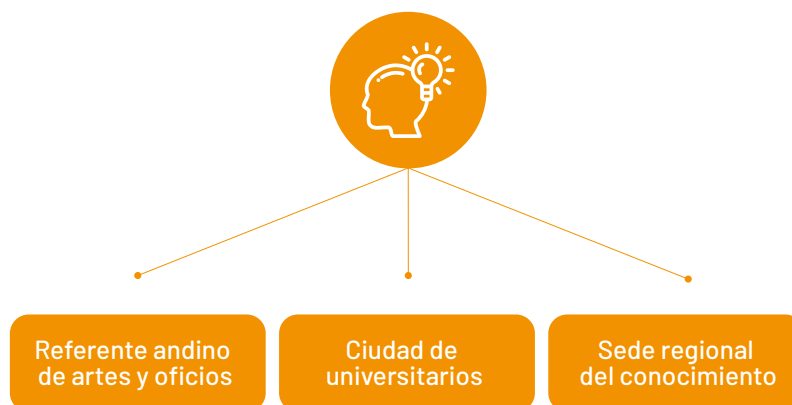 Referente andino
de artes y oficios
Ciudad de
universitarios
Sede regional
del conocimiento